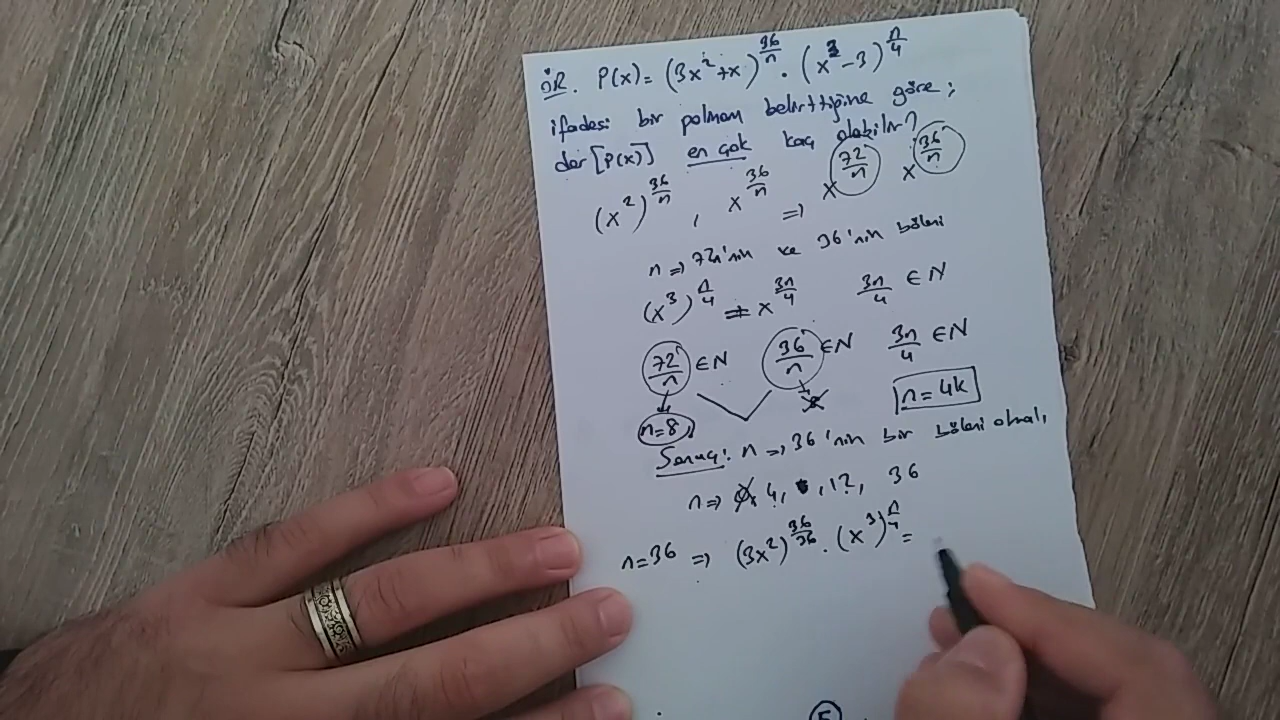 ÖR. P(x) = (3x²+x)^(36/n) · (x³-3)^(n/4)
ifadesi bir polinom belirttiğine göre;
der[P(x)] en çok kaç olabilir?
(x²)^(36/n) , x^(36/n) => x^(72/n) x^(36/n)
n => 72'nin ve 36'nın böleni
(x³)^(n/4) => x^(3n/4) 3n/4 ∈ N
72/n ∈ N 36/n ∈ N 3n/4 ∈ N
n=8 n=4k
Sonuç: n => 36'nın bir böleni olmalı,
n => 4, 12, 36
n=36 => (3x²)^(36/36) · (x³)^(n/4) =
5